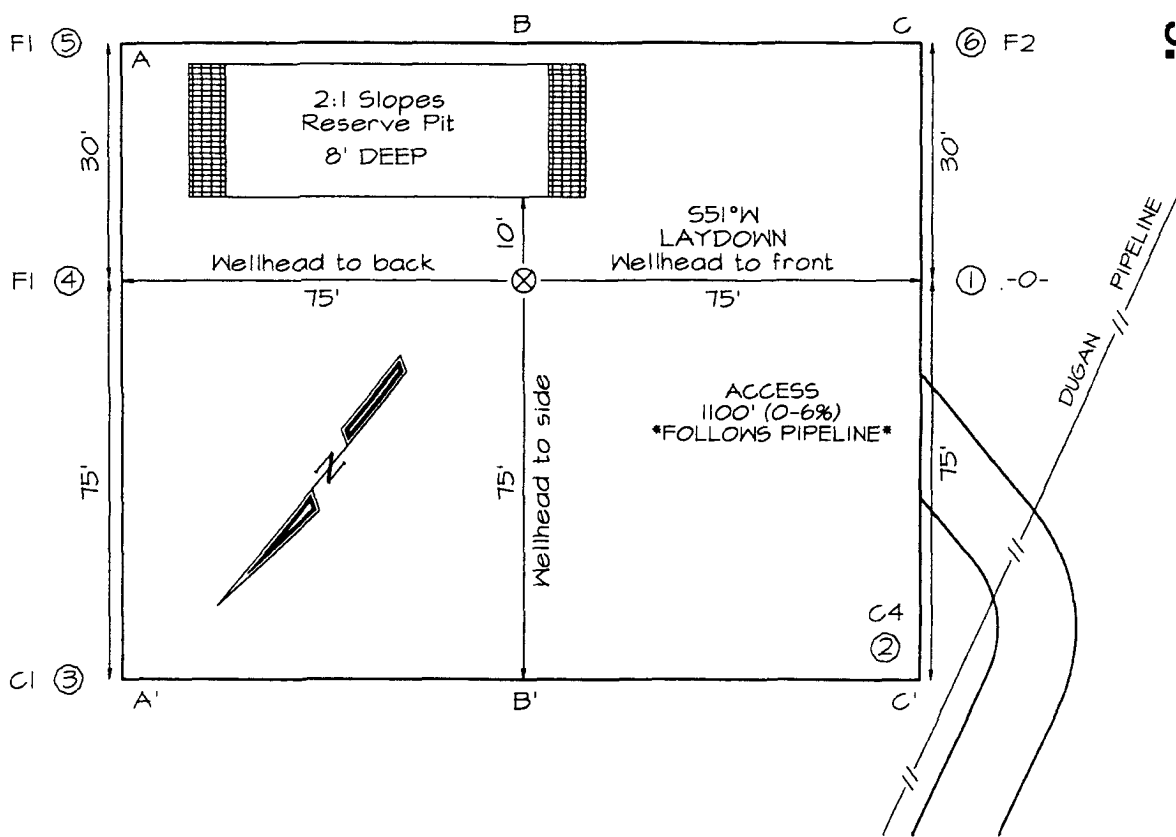 B
C
F1 ⑤
⑥ F2
A
2:1 Slopes
Reserve Pit
8' DEEP
30'
30'
10'
S51°W
LAYDOWN
Wellhead to back
Wellhead to front
F1 ④
75'
75'
① .-0-
DUGAN PIPELINE
ACCESS
1100' (0-6%)
*FOLLOWS PIPELINE*
N
75'
75'
Wellhead to side
75'
C4
②
C1 ③
A'
B'
C'